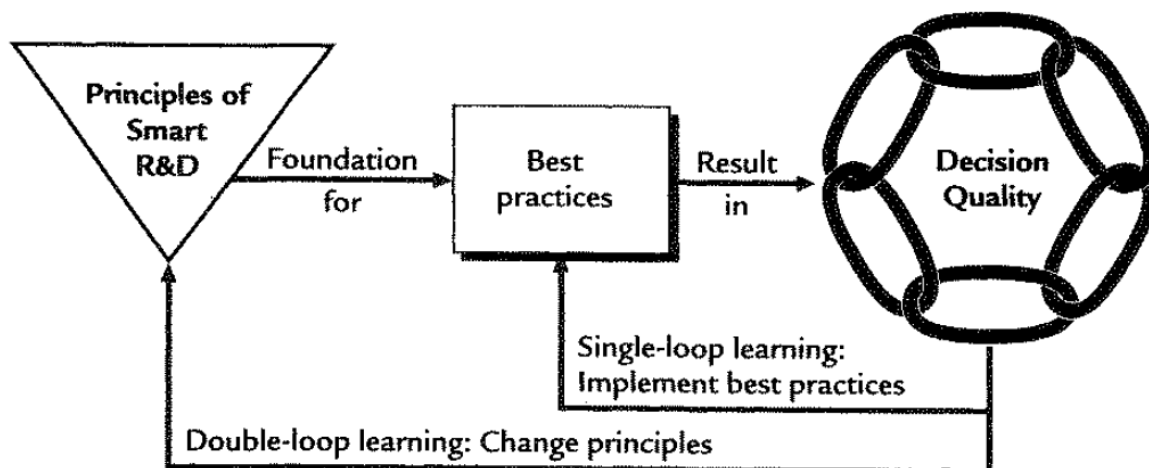 Principles of
Smart
R&D
Foundation
for
Best
practices
Result
in
Decision
Quality
Single-loop learning:
Implement best practices
Double-loop learning: Change principles